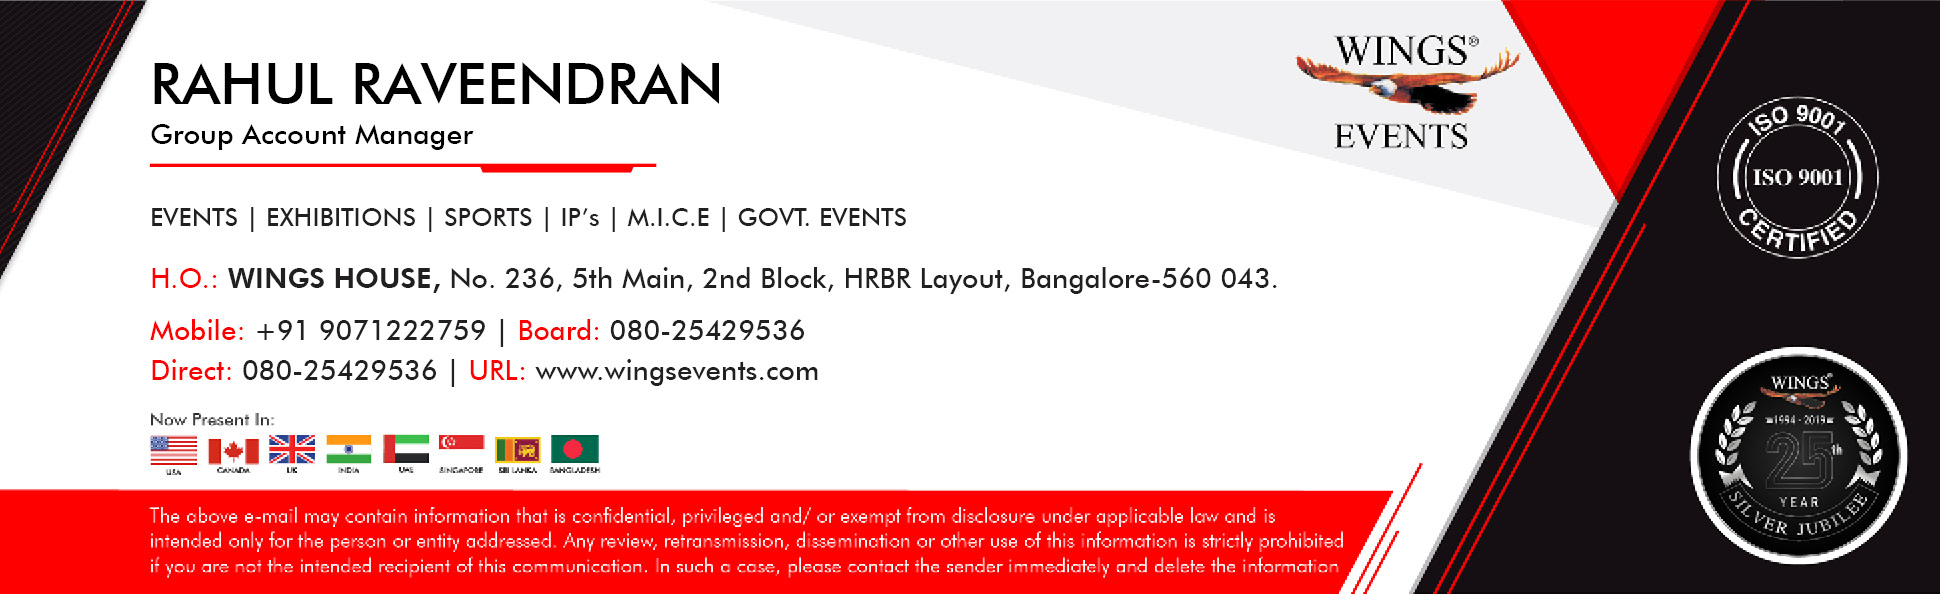 RAHUL RAVEENDRAN
Group Account Manager
EVENTS | EXHIBITIONS | SPORTS | IP's | M.I.C.E | GOVT. EVENTS
H.O.: WINGS HOUSE, No. 236, 5th Main, 2nd Block, HRBR Layout, Bangalore-560 043.
Mobile: +91 9071222759 | Board: 080-25429536
Direct: 080-25429536 | URL: www.wingsevents.com
Now Present In:
USA CANADA UK INDIA UAE SINGAPORE SRI LANKA BANGLADESH
The above e-mail may contain information that is confidential, privileged and/ or exempt from disclosure under applicable law and is
intended only for the person or entity addressed. Any review, retransmission, dissemination or other use of this information is strictly prohibited
if you are not the intended recipient of this communication. In such a case, please contact the sender immediately and delete the information
WINGS®
EVENTS
ISO 9001
ISO 9001
CERTIFIED
WINGS®
1994 - 2019
25th
YEAR
SILVER JUBILEE